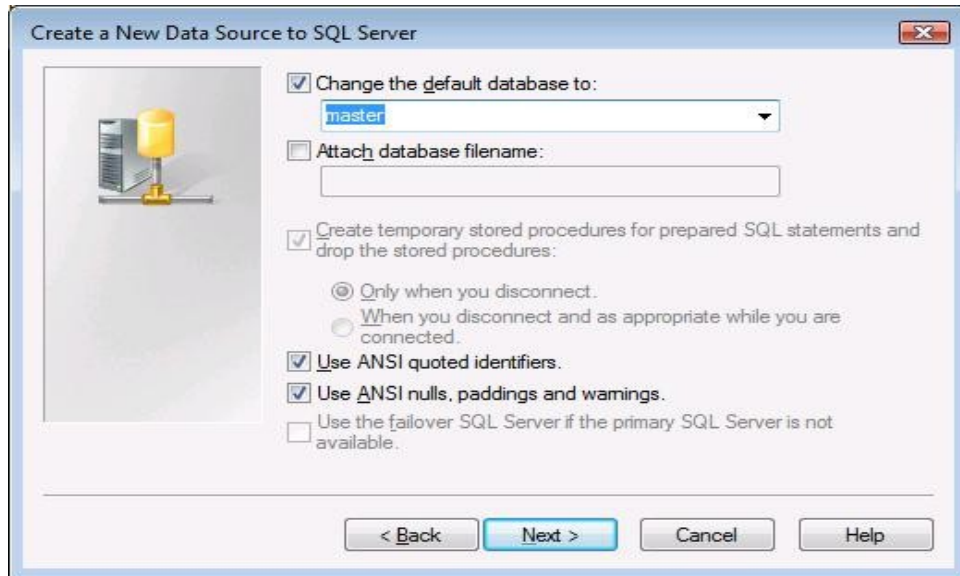 Create a New Data Source to SQL Server
Change the default database to:
master
Attach database filename:
Create temporary stored procedures for prepared SQL statements and
drop the stored procedures:
Only when you disconnect.
When you disconnect and as appropriate while you are
connected.
Use ANSI quoted identifiers.
Use ANSI nulls, paddings and warnings.
Use the failover SQL Server if the primary SQL Server is not
available.
< Back
Next >
Cancel
Help